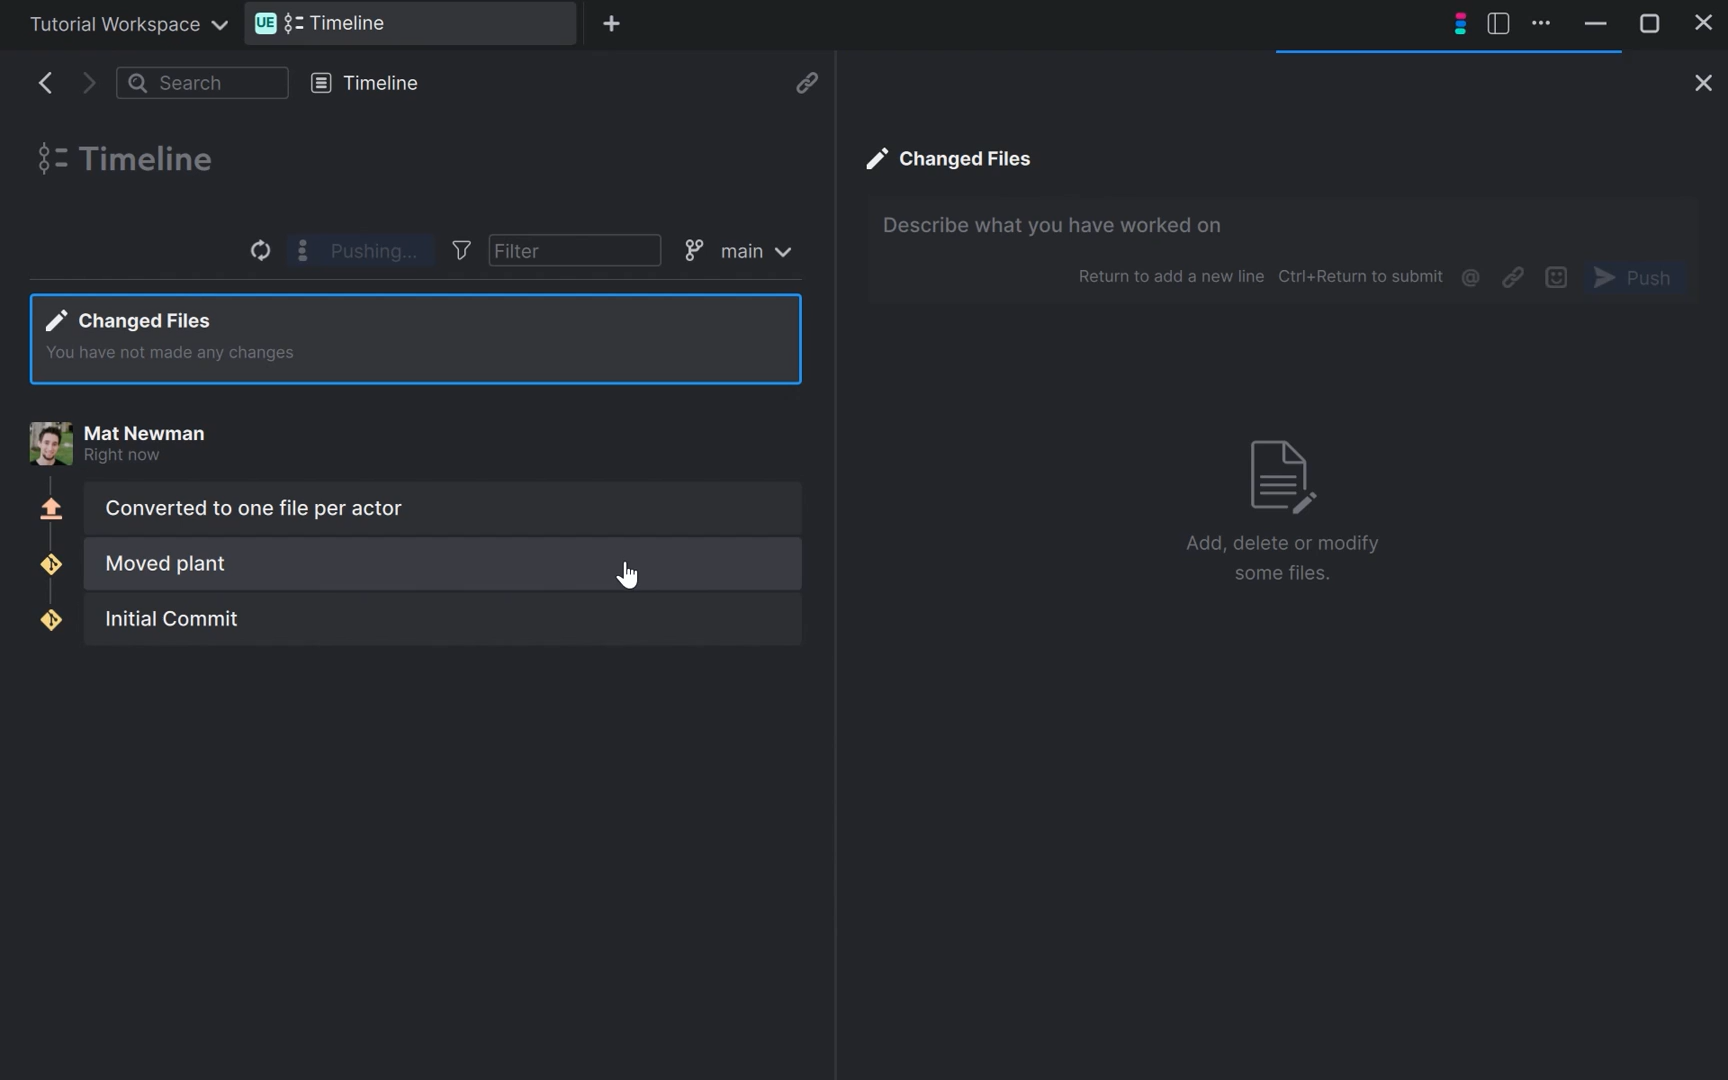 Tutorial Workspace UE Timeline
Search Timeline
Timeline
Pushing... Filter main
Changed Files
You have not made any changes
Mat Newman
Right now
Converted to one file per actor
Moved plant
Initial Commit
Changed Files
Describe what you have worked on
Return to add a new line Ctrl+Return to submit @ Push
Add, delete or modify
some files.